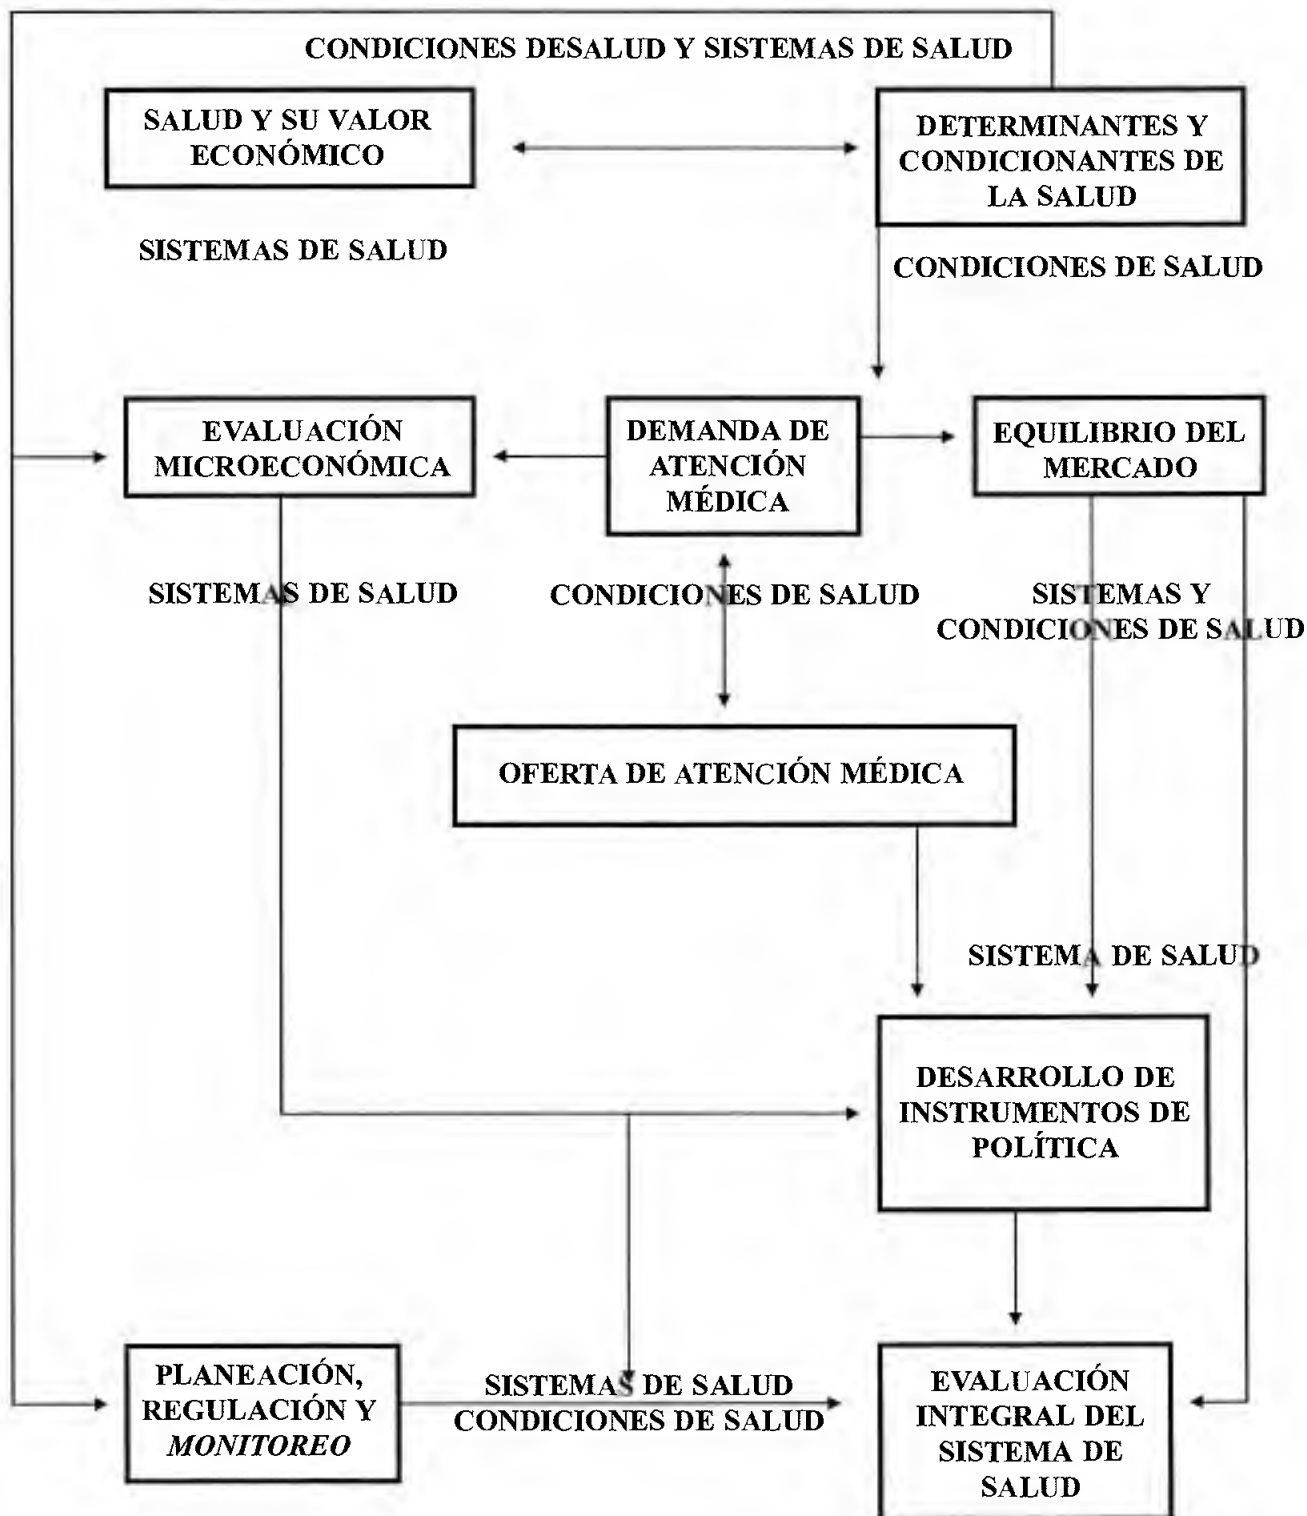 CONDICIONES DESALUD Y SISTEMAS DE SALUD
SALUD Y SU VALOR
ECONÓMICO
DETERMINANTES Y
CONDICIONANTES DE
LA SALUD
SISTEMAS DE SALUD
CONDICIONES DE SALUD
EVALUACIÓN
MICROECONÓMICA
DEMANDA DE
ATENCIÓN
MÉDICA
EQUILIBRIO DEL
MERCADO
SISTEMAS DE SALUD
CONDICIONES DE SALUD
SISTEMAS Y
CONDICIONES DE SALUD
OFERTA DE ATENCIÓN MÉDICA
SISTEMA DE SALUD
DESARROLLO DE
INSTRUMENTOS DE
POLÍTICA
PLANEACIÓN,
REGULACIÓN Y
MONITOREO
SISTEMAS DE SALUD
CONDICIONES DE SALUD
EVALUACIÓN
INTEGRAL DEL
SISTEMA DE
SALUD